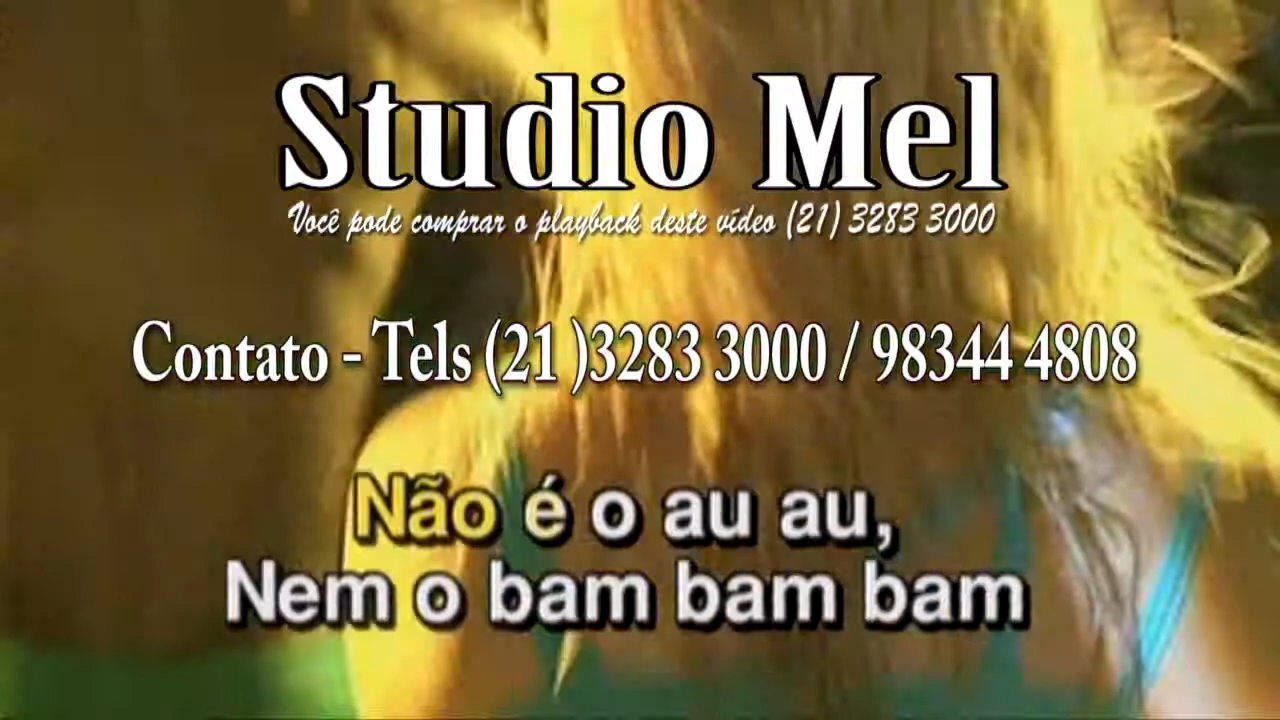 Studio Mel
Você pode comprar o playback deste vídeo (21) 3283 3000
Contato - Tels (21 )3283 3000 / 98344 4808
Não é o au au,
Nem o bam bam bam